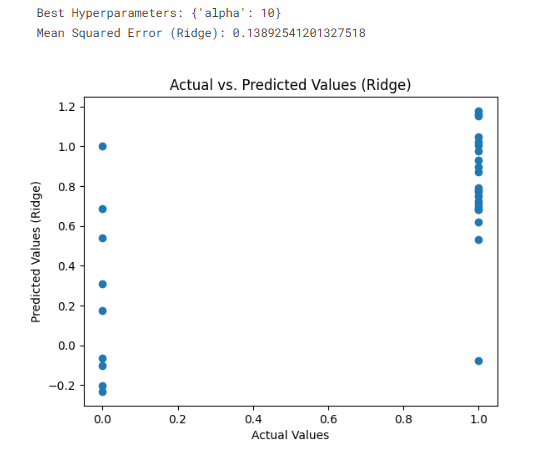 Best Hyperparameters: {'alpha': 10}
Mean Squared Error (Ridge): 0.13892541201327518
Actual vs. Predicted Values (Ridge)
1.2
1.0
0.8
0.6
0.4
0.2
0.0
−0.2
Predicted Values (Ridge)
0.0 0.2 0.4 0.6 0.8 1.0
Actual Values